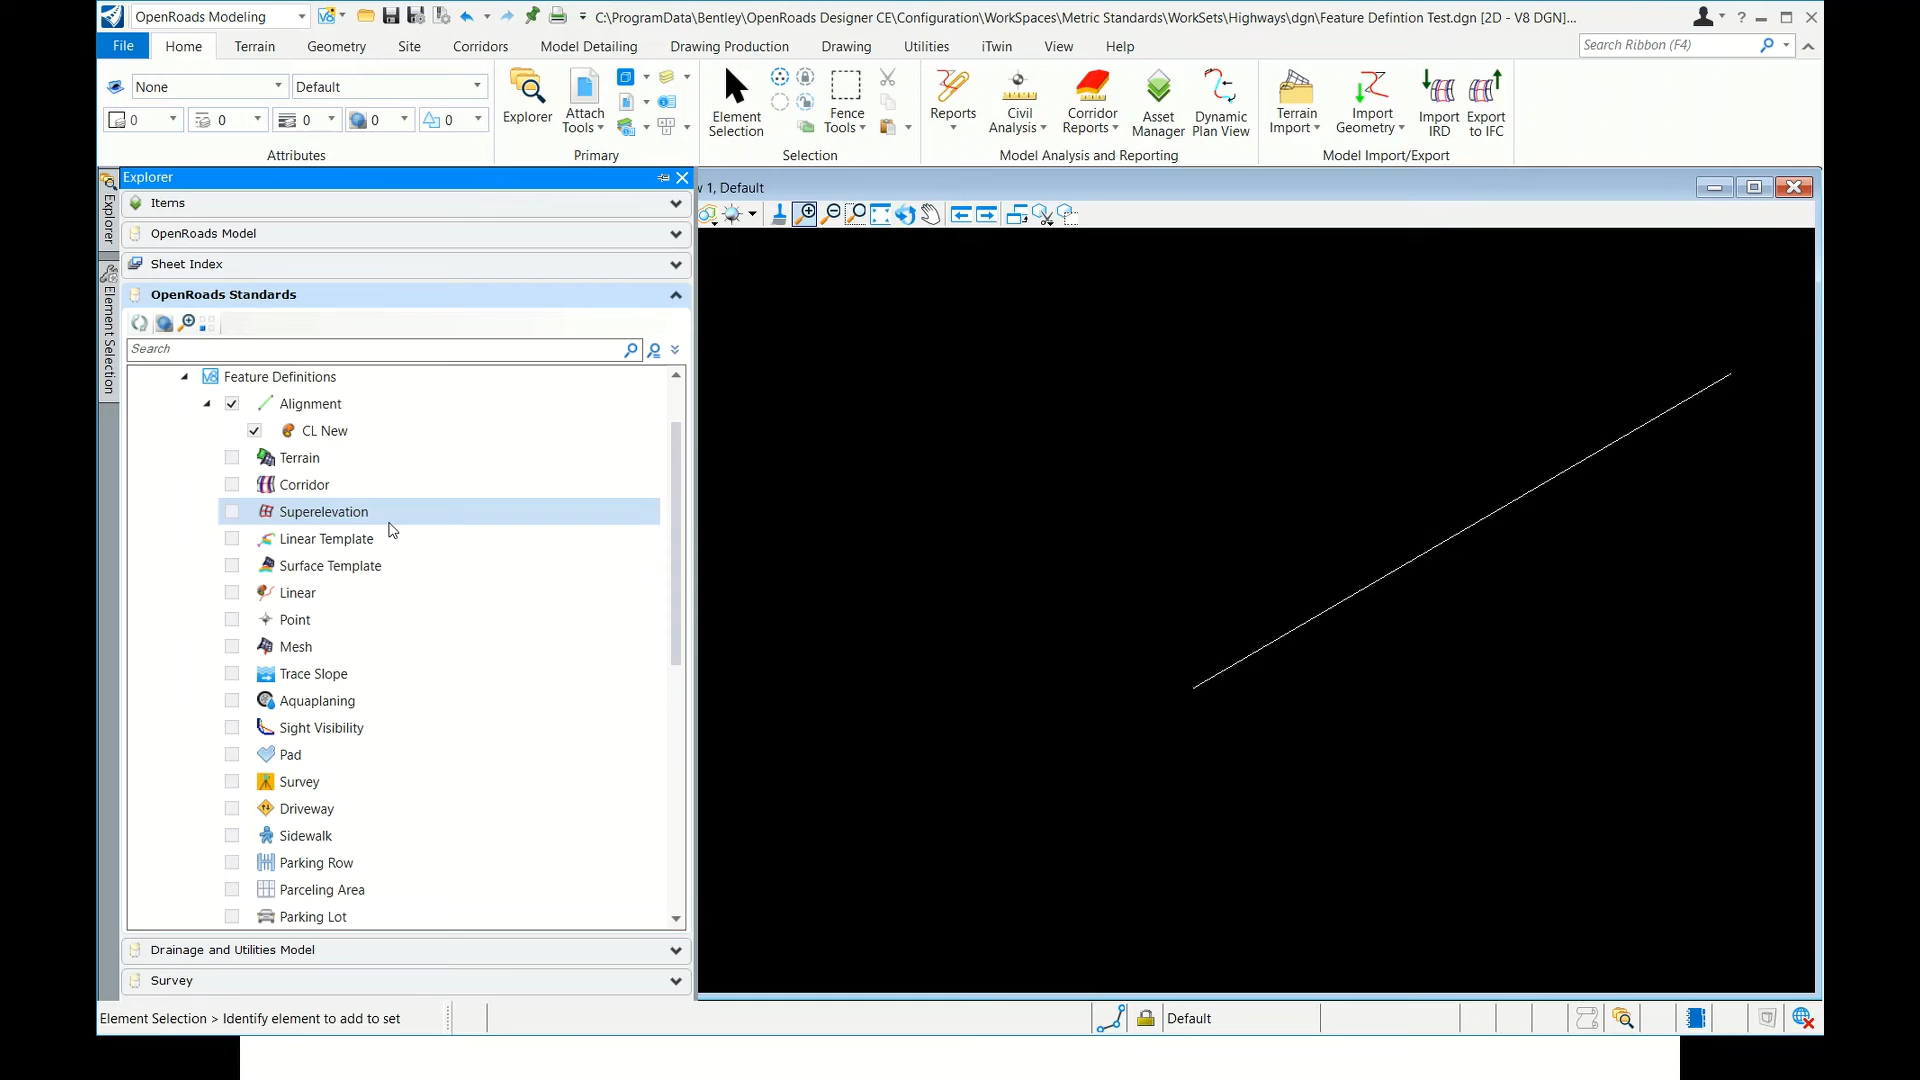 OpenRoads Modeling
C:\ProgramData\Bentley\OpenRoads Designer CE\Configuration\WorkSpaces\Metric Standards\WorkSets\Highways\dgn\Feature Defintion Test.dgn [2D - V8 DGN]...
File Home Terrain Geometry Site Corridors Model Detailing Drawing Production Drawing Utilities iTwin View Help
Search Ribbon (F4)
None Default
0 0 0 0 0
Attributes
Explorer
Attach Tools
Primary
Element Selection
Fence Tools
Selection
Reports
Civil Analysis
Corridor Reports
Asset Manager
Dynamic Plan View
Model Analysis and Reporting
Terrain Import
Import Geometry
Import IRD
Export to IFC
Model Import/Export
Explorer
Element Selection
Explorer
Items
OpenRoads Model
Sheet Index
OpenRoads Standards
Search
Feature Definitions
Alignment
CL New
Terrain
Corridor
Superelevation
Linear Template
Surface Template
Linear
Point
Mesh
Trace Slope
Aquaplaning
Sight Visibility
Pad
Survey
Driveway
Sidewalk
Parking Row
Parceling Area
Parking Lot
Drainage and Utilities Model
Survey
1, Default
Element Selection > Identify element to add to set
Default